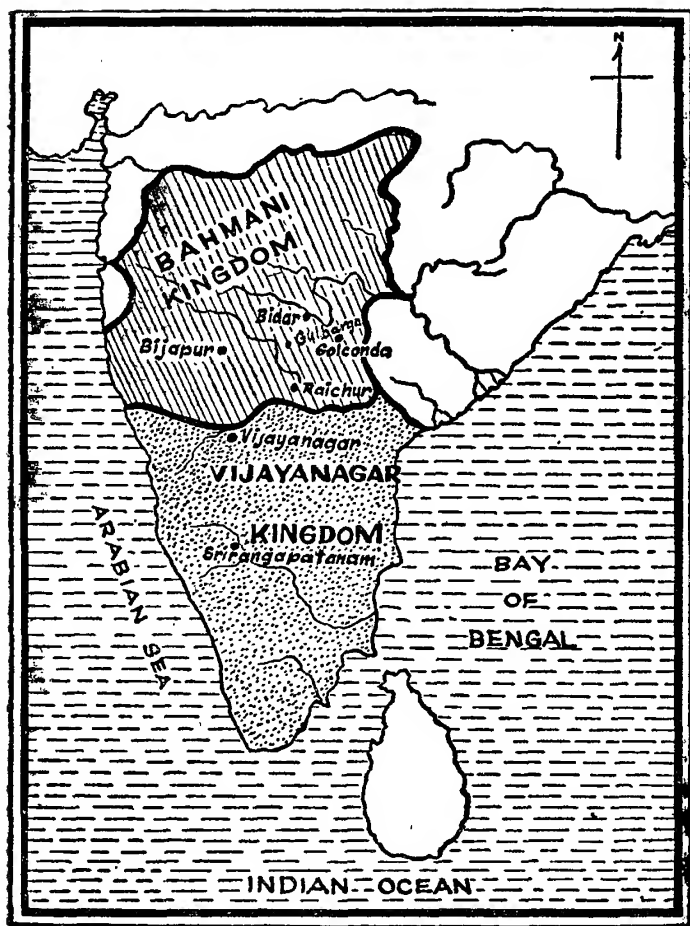 N
BAHMANI
KINGDOM
Bidar
Gulbarga
Golconda
Bijapur
Raichur
Vijayanagar
VIJAYANAGAR
KINGDOM
Srirangapatanam
ARABIAN SEA
BAY
OF
BENGAL
INDIAN OCEAN